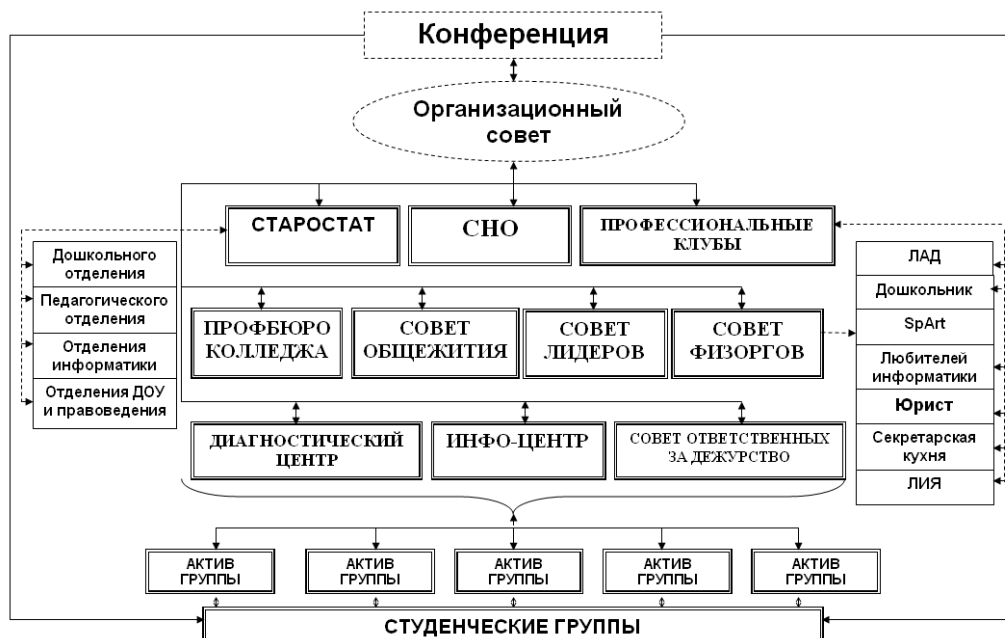 Конференция
Организационный
совет
СТАРОСТАТ
СНО
ПРОФЕССИОНАЛЬНЫЕ
КЛУБЫ
Дошкольного
отделения
Педагогического
отделения
Отделения
информатики
Отделения ДОУ
и правоведения
ПРОФБЮРО
КОЛЛЕДЖА
СОВЕТ
ОБЩЕЖИТИЯ
СОВЕТ
ЛИДЕРОВ
СОВЕТ
ФИЗОРГОВ
ЛАД
Дошкольник
SpArt
Любителей
информатики
Юрист
Секретарская
кухня
ЛИЯ
ДИАГНОСТИЧЕСКИЙ
ЦЕНТР
ИНФО-ЦЕНТР
СОВЕТ ОТВЕТСТВЕННЫХ
ЗА ДЕЖУРСТВО
АКТИВ
ГРУППЫ
АКТИВ
ГРУППЫ
АКТИВ
ГРУППЫ
АКТИВ
ГРУППЫ
АКТИВ
ГРУППЫ
СТУДЕНЧЕСКИЕ ГРУППЫ